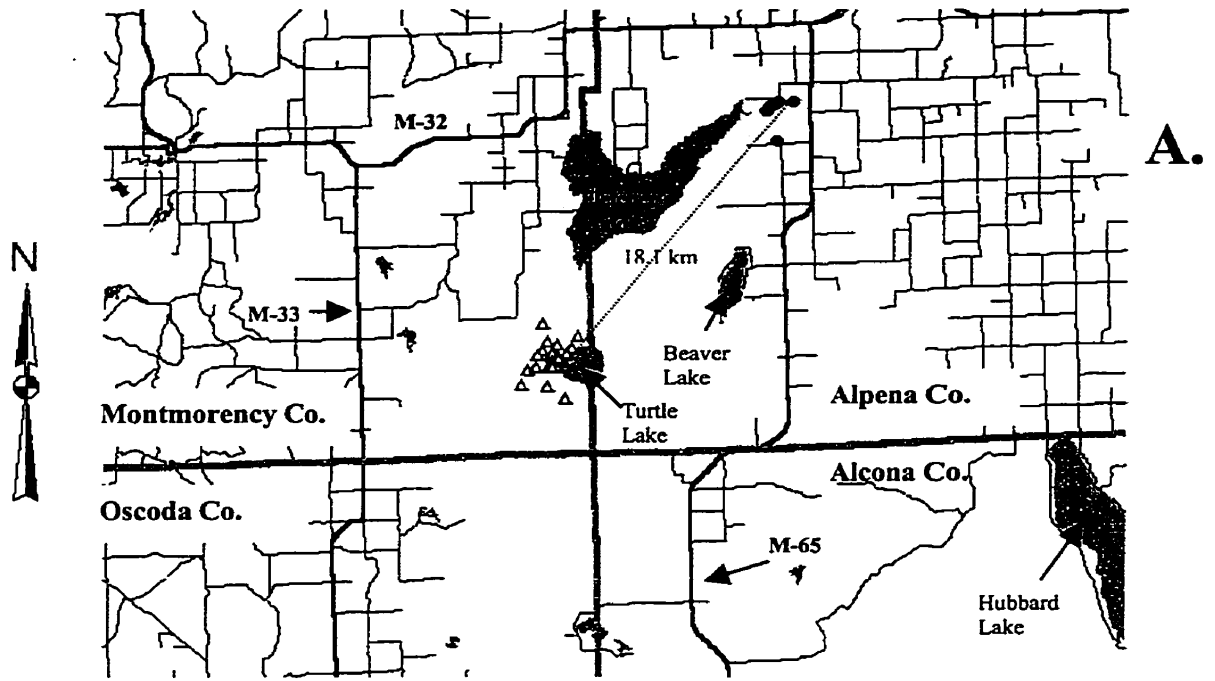 M-32
A.
N
18.1 km
M-33
Beaver
Lake
Montmorency Co.
Turtle
Lake
Alpena Co.
Alcona Co.
Oscoda Co.
M-65
Hubbard
Lake